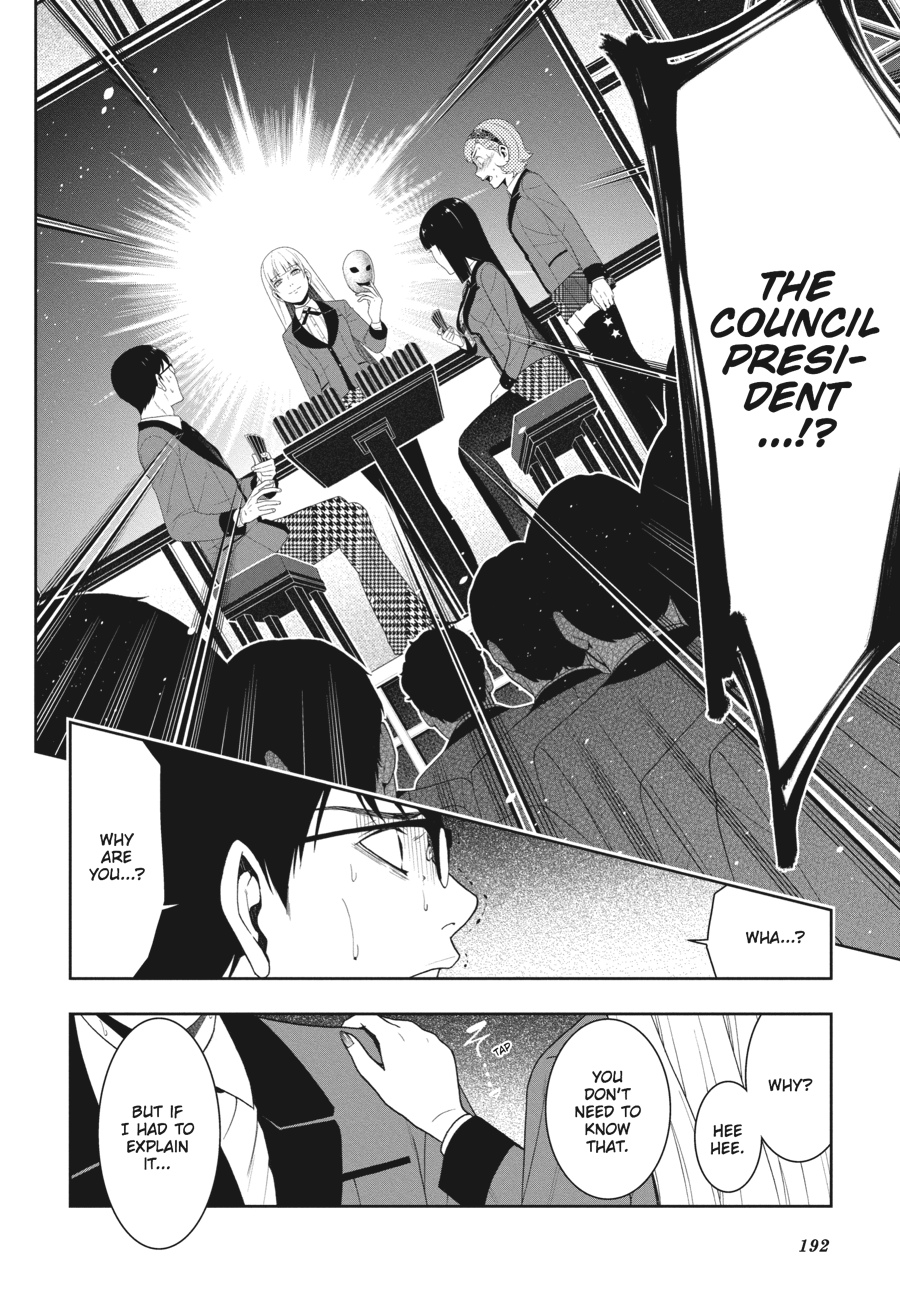 THE
COUNCIL
PRESI-
DENT
...!?
WHA...?
WHY
ARE
YOU...?
WHY?
HEE
HEE.
YOU
DON'T
NEED TO
KNOW
THAT.
TAP
BUT IF
I HAD TO
EXPLAIN
IT...
192